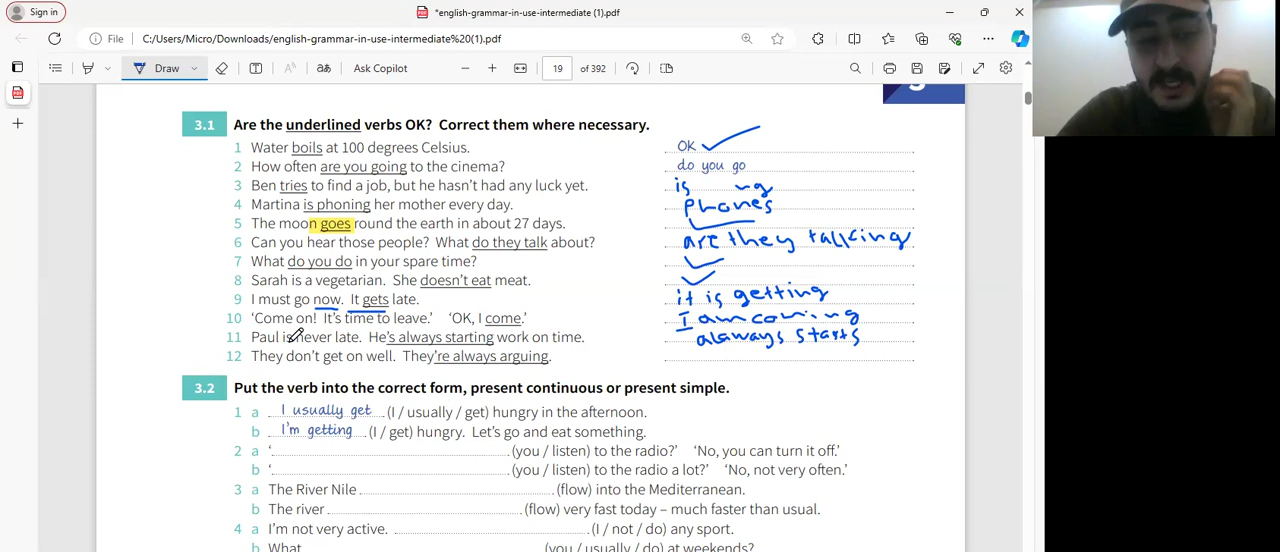 Sign in
*english-grammar-in-use-intermediate (1).pdf
File C:/Users/Micro/Downloads/english-grammar-in-use-intermediate%20(1).pdf
Draw
Ask Copilot
19 of 392
3
3.1 Are the underlined verbs OK? Correct them where necessary.
1 Water boils at 100 degrees Celsius. OK
2 How often are you going to the cinema? do you go
3 Ben tries to find a job, but he hasn't had any luck yet. is ng
4 Martina is phoning her mother every day. phones
5 The moon goes round the earth in about 27 days.
6 Can you hear those people? What do they talk about? are they talking
7 What do you do in your spare time?
8 Sarah is a vegetarian. She doesn't eat meat.
9 I must go now. It gets late. it is getting
10 'Come on! It's time to leave.' 'OK, I come.' I am coming
11 Paul is never late. He's always starting work on time. alaways starts
12 They don't get on well. They're always arguing.
3.2 Put the verb into the correct form, present continuous or present simple.
1 a I usually get (I / usually / get) hungry in the afternoon.
b I'm getting (I / get) hungry. Let's go and eat something.
2 a ' (you / listen) to the radio?' 'No, you can turn it off.'
b ' (you / listen) to the radio a lot?' 'No, not very often.'
3 a The River Nile (flow) into the Mediterranean.
b The river (flow) very fast today – much faster than usual.
4 a I'm not very active. (I / not / do) any sport.
b What (you / usually / do) at weekends?